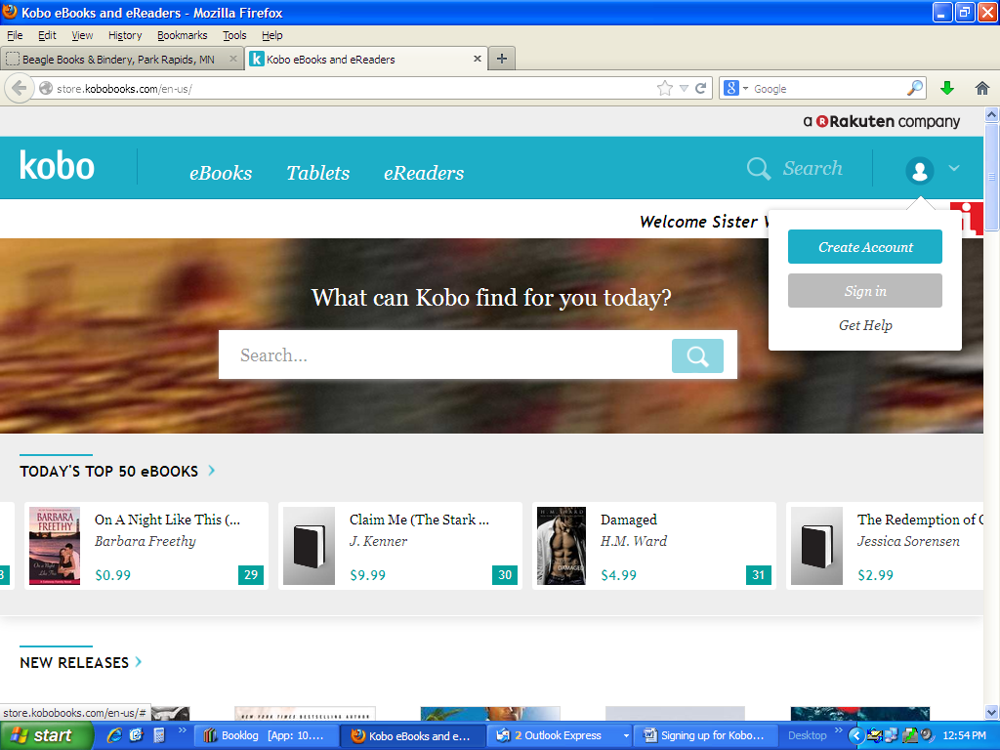 Kobo eBooks and eReaders - Mozilla Firefox
File Edit View History Bookmarks Tools Help
Beagle Books & Bindery, Park Rapids, MN
Kobo eBooks and eReaders
store.kobobooks.com/en-us/
Google
a Rakuten company
kobo eBooks Tablets eReaders Search
Welcome Sister
Create Account
Sign in
Get Help
What can Kobo find for you today?
Search...
TODAY'S TOP 50 eBOOKS
On A Night Like This (...
Barbara Freethy
$0.99
29
BARBARA
FREETHY
Claim Me (The Stark ...
J. Kenner
$9.99
30
Damaged
H.M. Ward
$4.99
31
H.M. WARD
DAMAGED
The Redemption of
Jessica Sorensen
$2.99
NEW RELEASES
store.kobobooks.com/en-us/#
start
Booklog [App: 10....
Kobo eBooks and e...
2 Outlook Express
Signing up for Kobo...
Desktop
12:54 PM